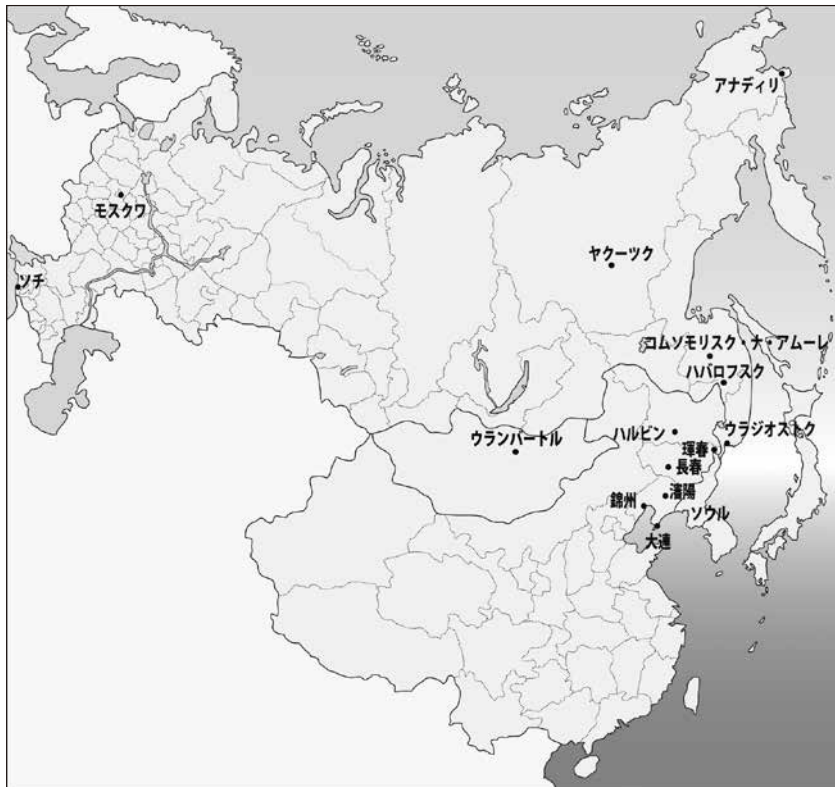 アナディリ
モスクワ
ヤクーツク
ソチ
コムソモリスク・ナ・アムーレ
ハバロフスク
ハルビン
ウラジオストク
ウランバートル
琿春
長春
瀋陽
錦州
ソウル
大連